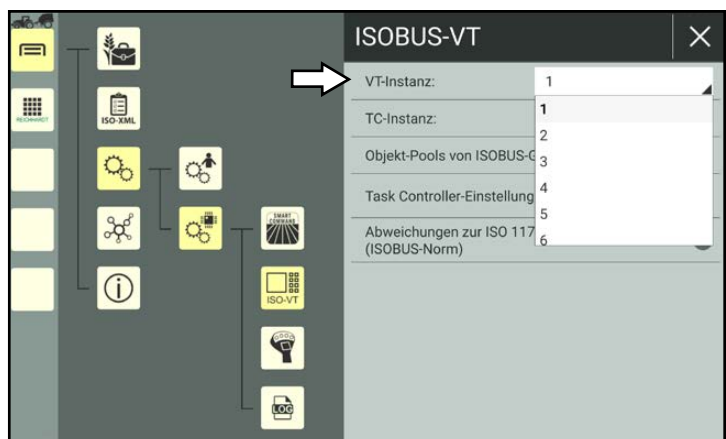 ISOBUS-VT
VT-Instanz:
1
TC-Instanz:
1
2
3
4
5
6
Objekt-Pools von ISOBUS-G
Task Controller-Einstellung
Abweichungen zur ISO 117
(ISOBUS-Norm)
REICHHARDT
ISO-XML
SMART
COMMAND
ISO-VT
LOG